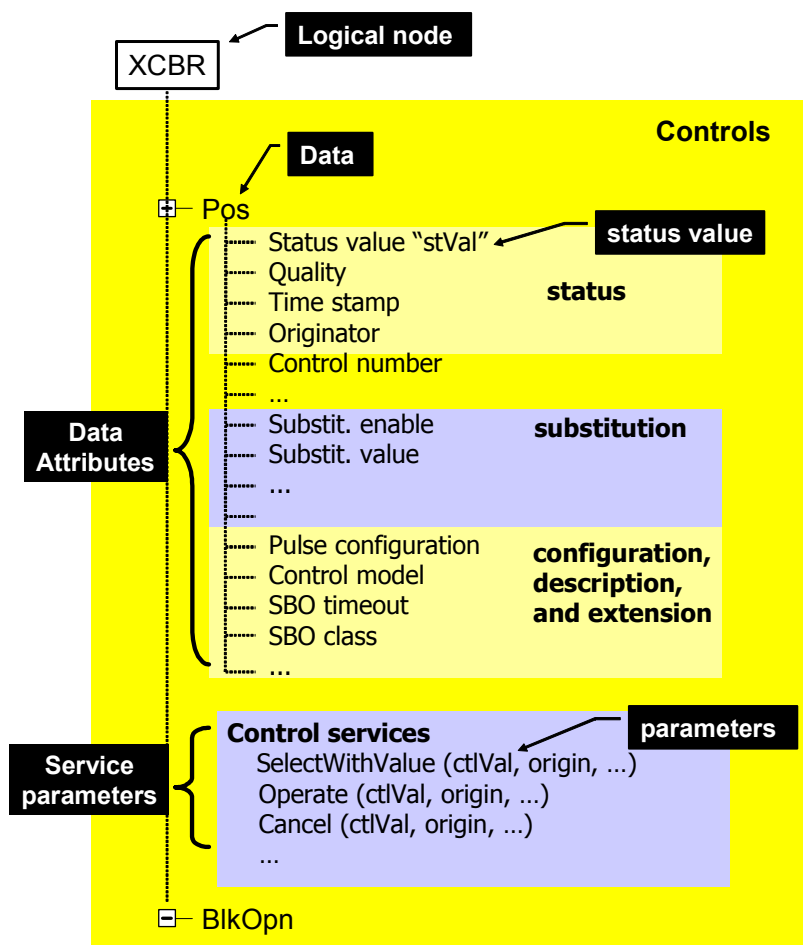 Logical node
XCBR
Controls
Data
Pos
Status value “stVal”
status value
Quality
Time stamp
status
Originator
Control number
...
Data
Attributes
Substit. enable
substitution
Substit. value
...
Pulse configuration
configuration,
Control model
description,
SBO timeout
and extension
SBO class
...
Control services
parameters
Service
parameters
SelectWithValue (ctlVal, origin, ...)
Operate (ctlVal, origin, ...)
Cancel (ctlVal, origin, ...)
...
BlkOpn